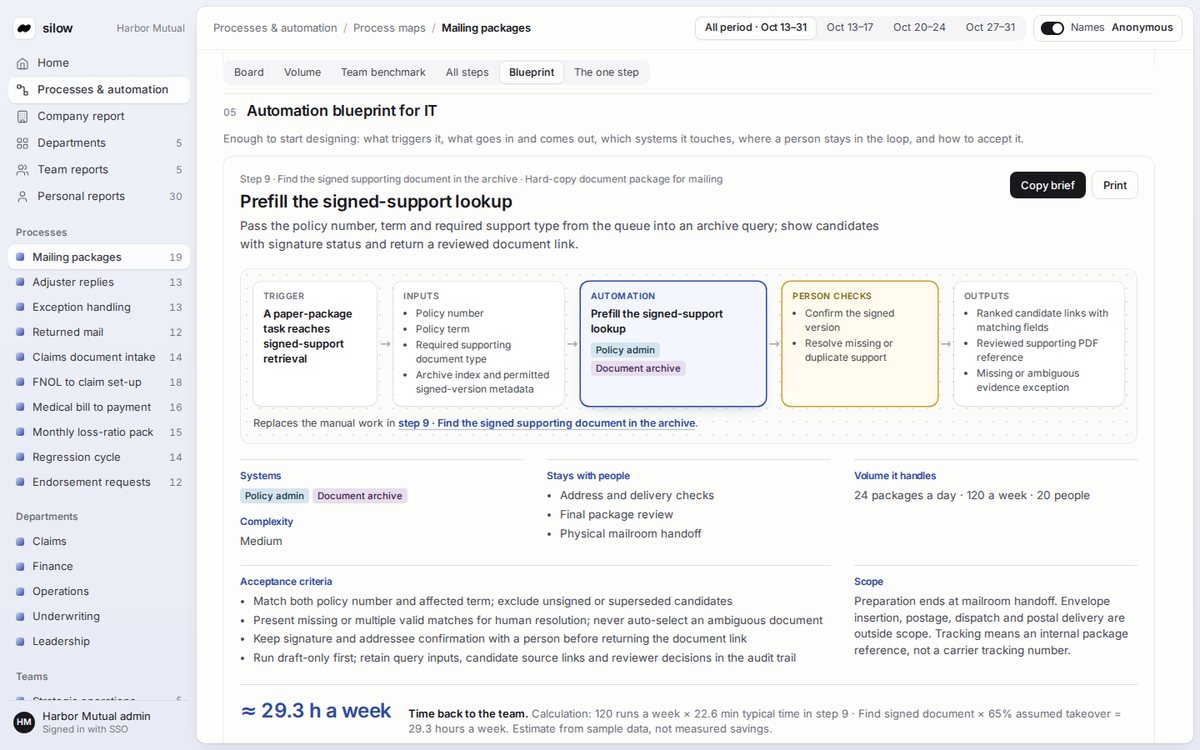 silow
Harbor Mutual
Home
Processes & automation
Company report
Departments 5
Team reports 5
Personal reports 30
Processes
Mailing packages 19
Adjuster replies 13
Exception handling 13
Returned mail 12
Claims document intake 14
FNOL to claim set-up 18
Medical bill to payment 16
Monthly loss-ratio pack 15
Regression cycle 14
Endorsement requests 12
Departments
Claims
Finance
Operations
Underwriting
Leadership
Teams
Strategic operations 5
HM
Harbor Mutual admin
Signed in with SSO
Processes & automation / Process maps / Mailing packages
All period · Oct 13–31
Oct 13–17
Oct 20–24
Oct 27–31
Names Anonymous
Board
Volume
Team benchmark
All steps
Blueprint
The one step
05 Automation blueprint for IT
Enough to start designing: what triggers it, what goes in and comes out, which systems it touches, where a person stays in the loop, and how to accept it.
Step 9 · Find the signed supporting document in the archive · Hard-copy document package for mailing
Prefill the signed-support lookup
Copy brief
Print
Pass the policy number, term and required support type from the queue into an archive query; show candidates
with signature status and return a reviewed document link.
TRIGGER
A paper-package
task reaches
signed-support
retrieval
→
INPUTS
• Policy number
• Policy term
• Required supporting
document type
• Archive index and permitted
signed-version metadata
→
AUTOMATION
Prefill the signed-support
lookup
Policy admin
Document archive
→
PERSON CHECKS
• Confirm the signed
version
• Resolve missing or
duplicate support
→
OUTPUTS
• Ranked candidate links with
matching fields
• Reviewed supporting PDF
reference
• Missing or ambiguous
evidence exception
Replaces the manual work in step 9 · Find the signed supporting document in the archive.
Systems
Policy admin
Document archive
Complexity
Medium
Stays with people
• Address and delivery checks
• Final package review
• Physical mailroom handoff
Volume it handles
24 packages a day · 120 a week · 20 people
Acceptance criteria
• Match both policy number and affected term; exclude unsigned or superseded candidates
• Present missing or multiple valid matches for human resolution; never auto-select an ambiguous document
• Keep signature and addressee confirmation with a person before returning the document link
• Run draft-only first; retain query inputs, candidate source links and reviewer decisions in the audit trail
Scope
Preparation ends at mailroom handoff. Envelope
insertion, postage, dispatch and postal delivery are
outside scope. Tracking means an internal package
reference, not a carrier tracking number.
≈ 29.3 h a week
Time back to the team. Calculation: 120 runs a week × 22.6 min typical time in step 9 · Find signed document × 65% assumed takeover =
29.3 hours a week. Estimate from sample data, not measured savings.